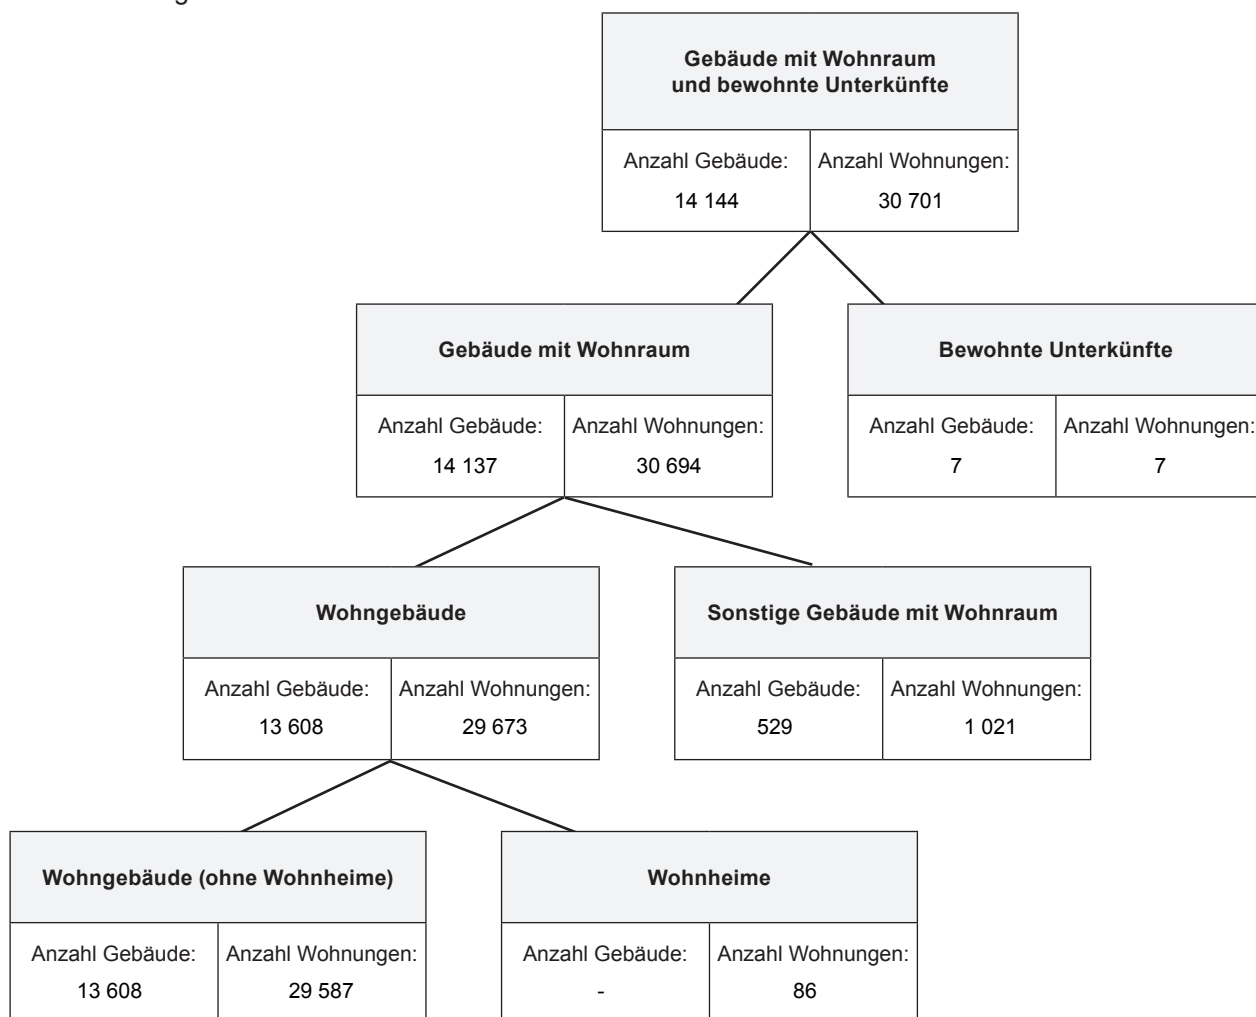 Gebäude mit Wohnraum
und bewohnte Unterkünfte
Anzahl Gebäude: Anzahl Wohnungen:
14 144 30 701
Gebäude mit Wohnraum Bewohnte Unterkünfte
Anzahl Gebäude: Anzahl Wohnungen: Anzahl Gebäude: Anzahl Wohnungen:
14 137 30 694 7 7
Wohngebäude Sonstige Gebäude mit Wohnraum
Anzahl Gebäude: Anzahl Wohnungen: Anzahl Gebäude: Anzahl Wohnungen:
13 608 29 673 529 1 021
Wohngebäude (ohne Wohnheime) Wohnheime
Anzahl Gebäude: Anzahl Wohnungen: Anzahl Gebäude: Anzahl Wohnungen:
13 608 29 587 - 86